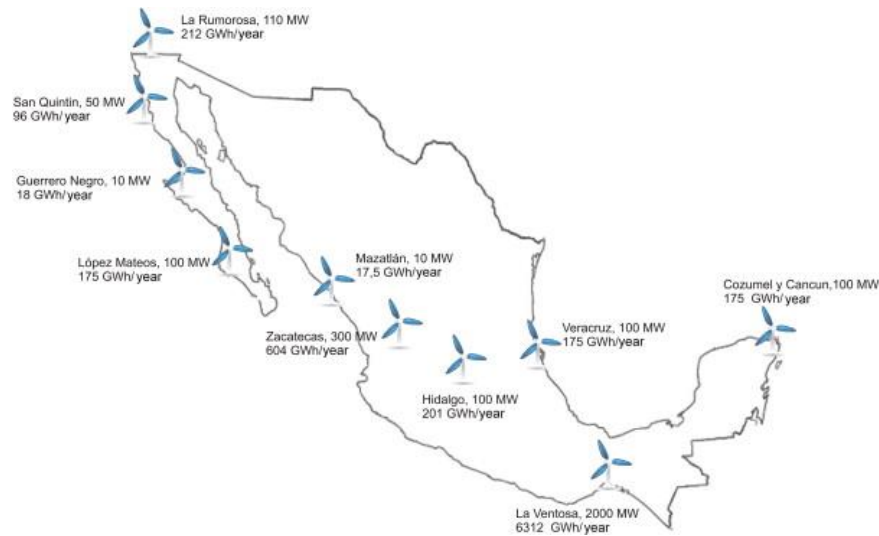 La Rumorosa, 110 MW
212 GWh/year
San Quintin, 50 MW
96 GWh/year
Guerrero Negro, 10 MW
18 GWh/year
López Mateos, 100 MW
175 GWh/year
Mazatlán, 10 MW
17,5 GWh/year
Zacatecas, 300 MW
604 GWh/year
Hidalgo, 100 MW
201 GWh/year
Veracruz, 100 MW
175 GWh/year
Cozumel y Cancun,100 MW
175 GWh/year
La Ventosa, 2000 MW
6312 GWh/year